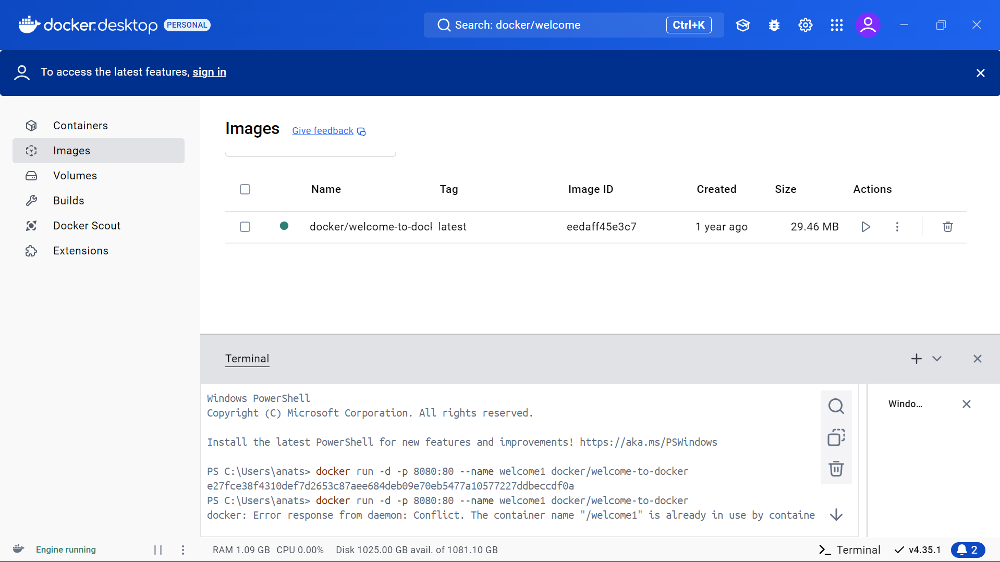 docker desktop PERSONAL
Search: docker/welcome Ctrl+K
To access the latest features, sign in
Containers
Images
Volumes
Builds
Docker Scout
Extensions
Images Give feedback
Name Tag Image ID Created Size Actions
docker/welcome-to-dock latest eedaff45e3c7 1 year ago 29.46 MB
Terminal
Windows PowerShell
Copyright (C) Microsoft Corporation. All rights reserved.
Install the latest PowerShell for new features and improvements! https://aka.ms/PSWindows
PS C:\Users\anats> docker run -d -p 8080:80 --name welcome1 docker/welcome-to-docker
e27fce38f4310def7d2653c87aee684deb09e70eb5477a10577227ddbeccdf0a
PS C:\Users\anats> docker run -d -p 8080:80 --name welcome1 docker/welcome-to-docker
docker: Error response from daemon: Conflict. The container name "/welcome1" is already in use by containe
Windo...
Engine running RAM 1.09 GB CPU 0.00% Disk 1025.00 GB avail. of 1081.10 GB Terminal v4.35.1 2